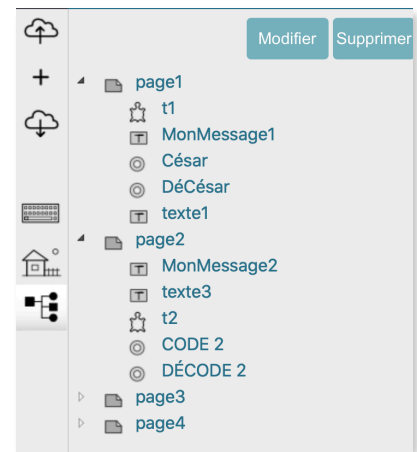 Modifier Supprimer
page1
t1
MonMessage1
César
DéCésar
texte1
page2
MonMessage2
texte3
t2
CODE 2
DÉCODE 2
page3
page4